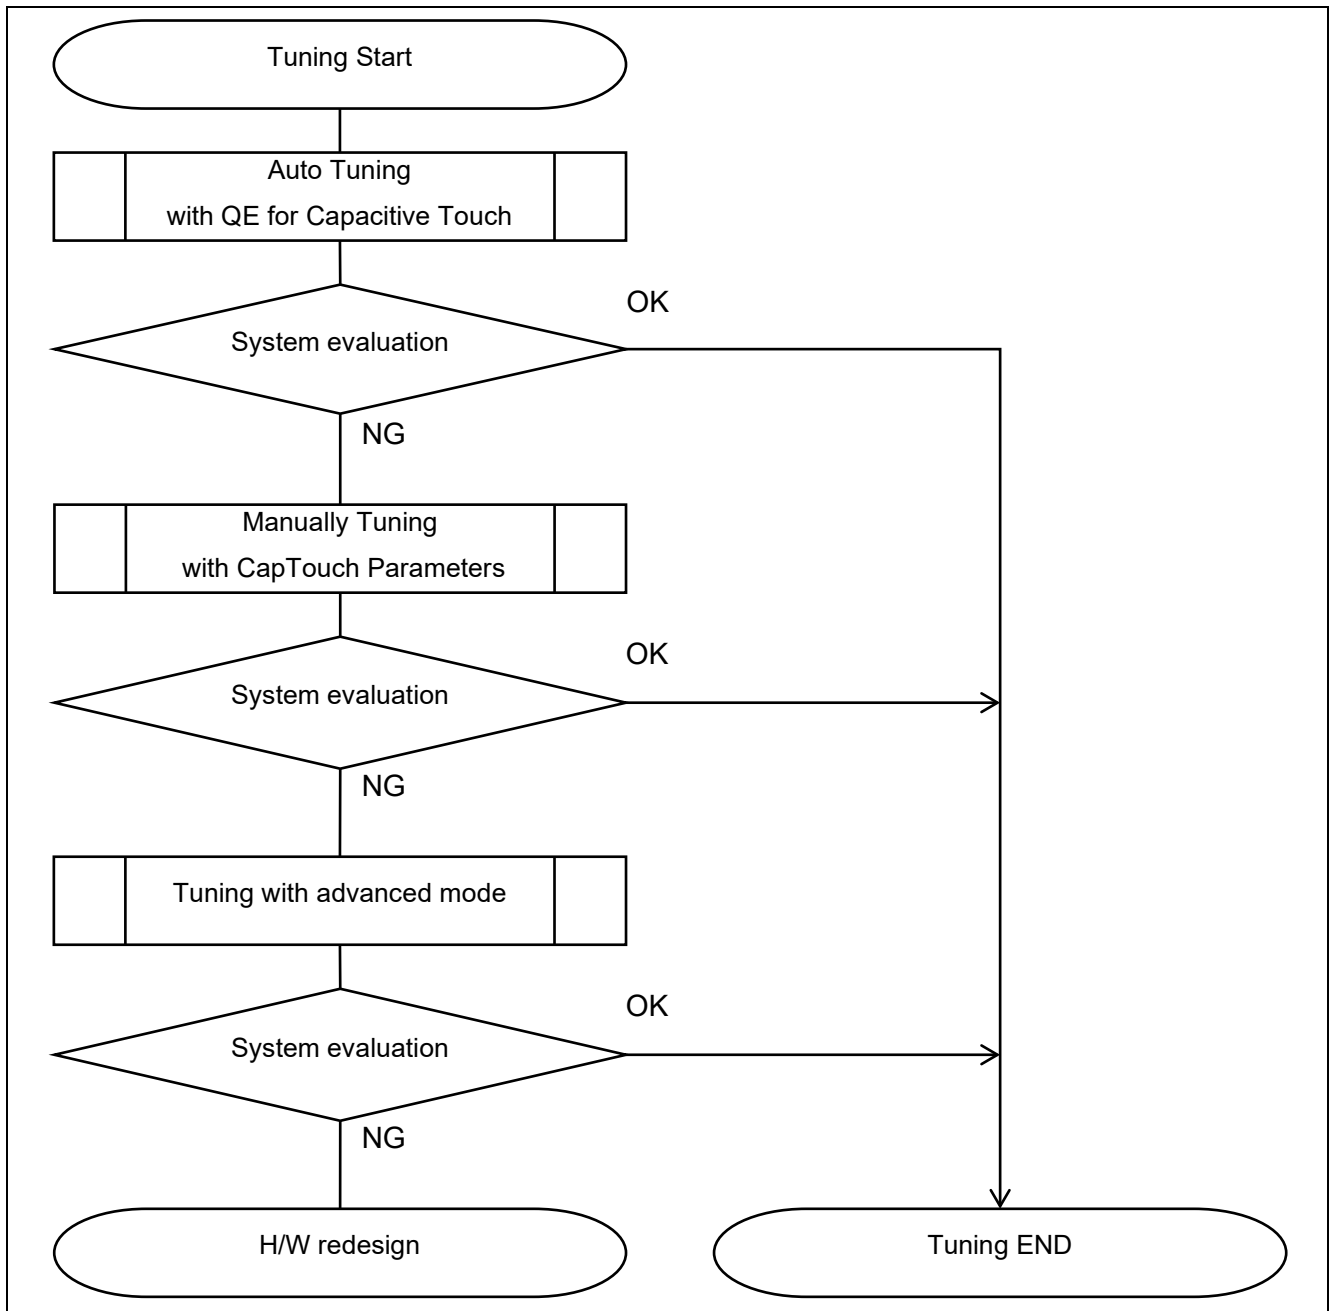 Tuning Start
Auto Tuning
with QE for Capacitive Touch
System evaluation
OK
NG
Manually Tuning
with CapTouch Parameters
System evaluation
OK
NG
Tuning with advanced mode
System evaluation
OK
NG
H/W redesign
Tuning END